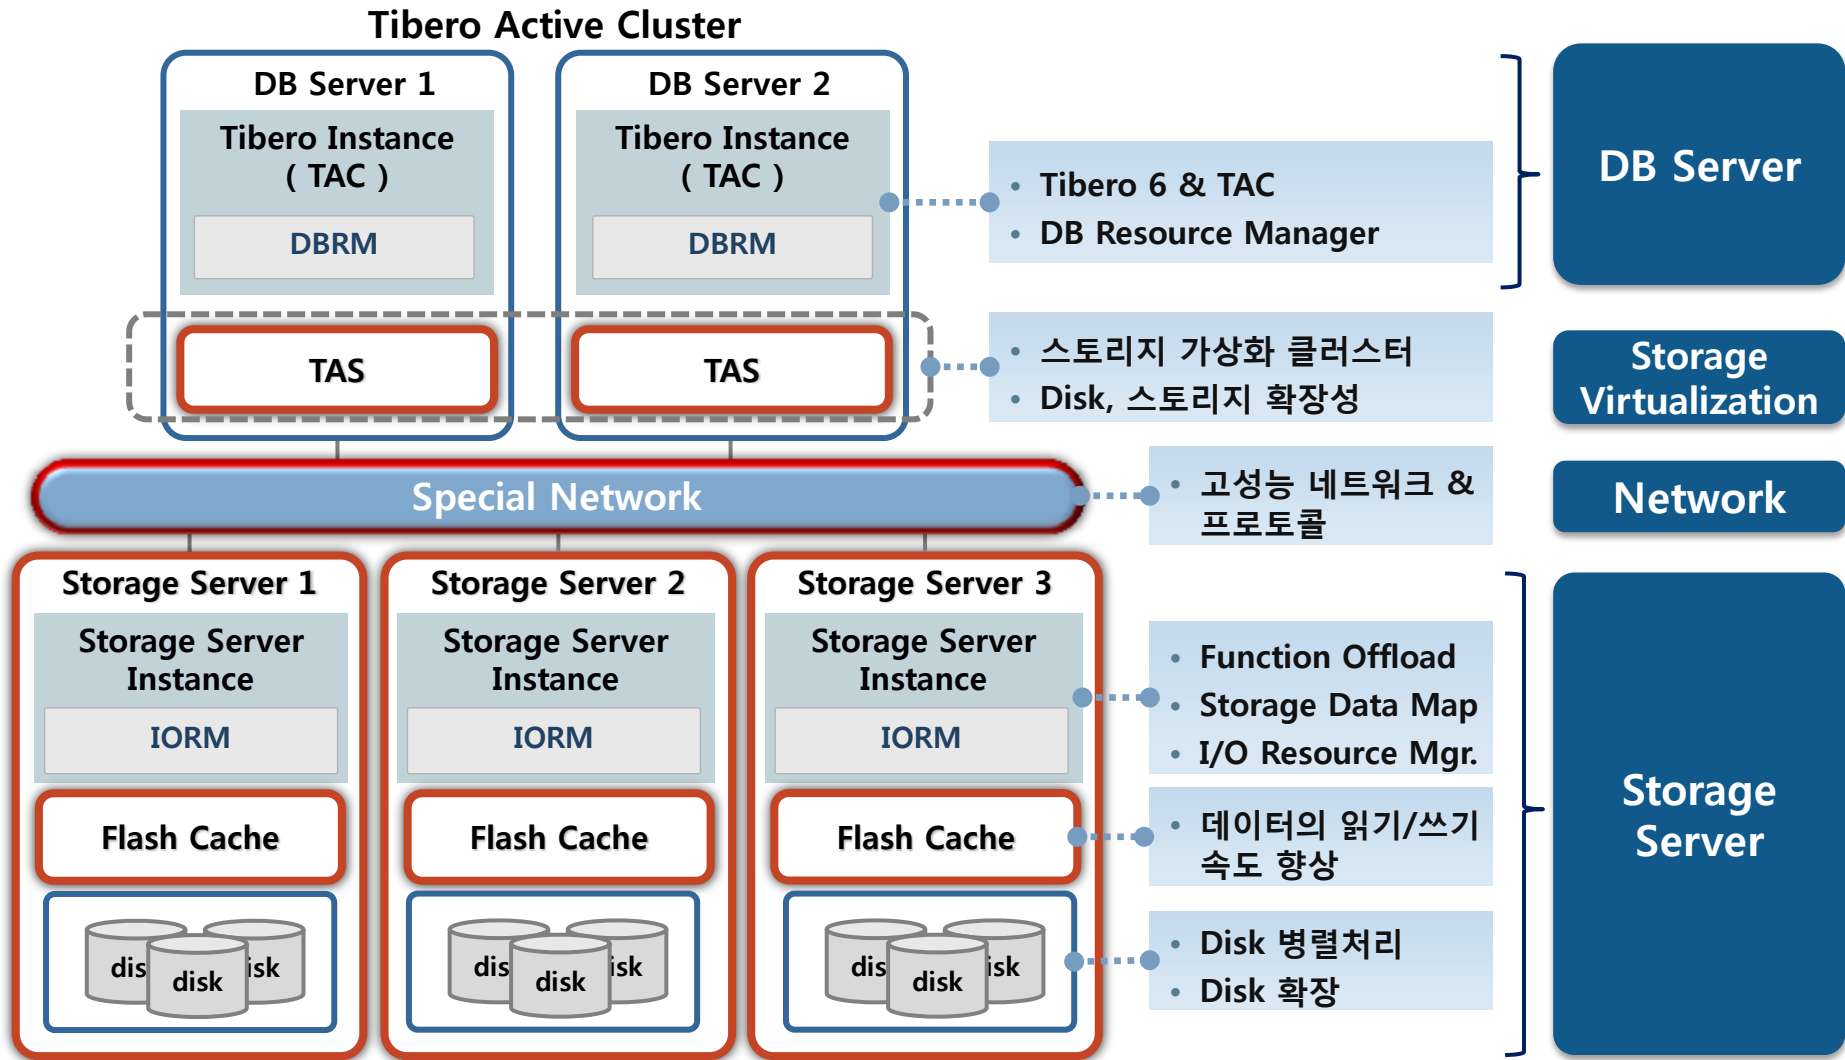 Tibero Active Cluster
DB Server 1
Tibero Instance
( TAC )
DBRM
TAS
DB Server 2
Tibero Instance
( TAC )
DBRM
TAS
• Tibero 6 & TAC
• DB Resource Manager
DB Server
• 스토리지 가상화 클러스터
• Disk, 스토리지 확장성
Storage
Virtualization
Special Network
• 고성능 네트워크 &
프로토콜
Network
Storage Server 1
Storage Server
Instance
IORM
Flash Cache
dis
disk
isk
Storage Server 2
Storage Server
Instance
IORM
Flash Cache
dis
disk
isk
Storage Server 3
Storage Server
Instance
IORM
Flash Cache
dis
disk
sk
• Function Offload
• Storage Data Map
• I/O Resource Mgr.
• 데이터의 읽기/쓰기
속도 향상
• Disk 병렬처리
• Disk 확장
Storage
Server